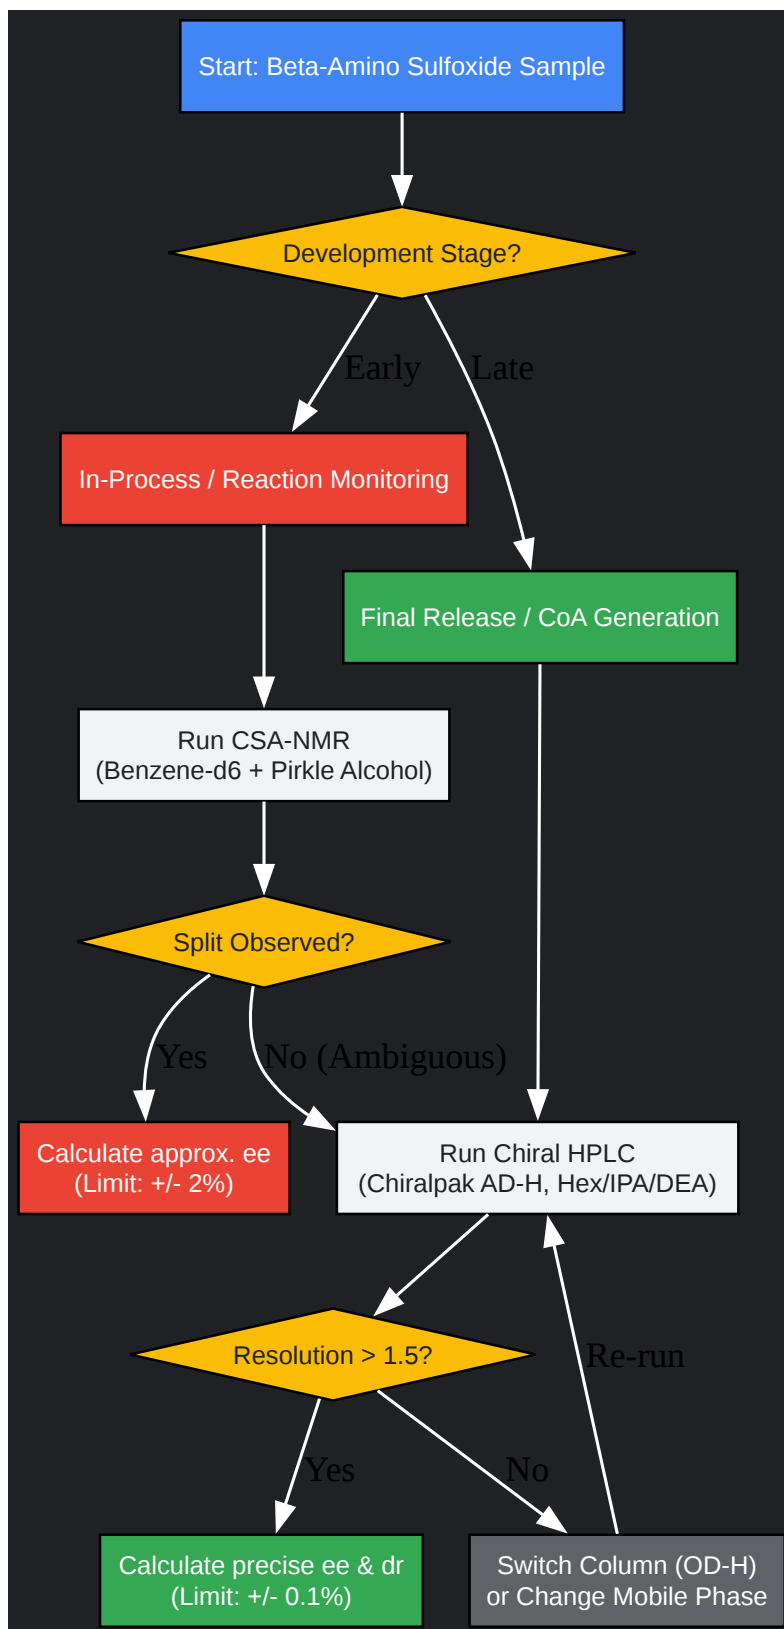 Start: Beta-Amino Sulfoxide Sample
Development Stage?
Early
Late
In-Process / Reaction Monitoring
Final Release / CoA Generation
Run CSA-NMR
(Benzene-d6 + Pirkle Alcohol)
Split Observed?
Yes
No (Ambiguous)
Calculate approx. ee
(Limit: +/- 2%)
Run Chiral HPLC
(Chiralpak AD-H, Hex/IPA/DEA)
Resolution > 1.5?
Re-run
Yes
No
Calculate precise ee & dr
(Limit: +/- 0.1%)
Switch Column (OD-H)
or Change Mobile Phase